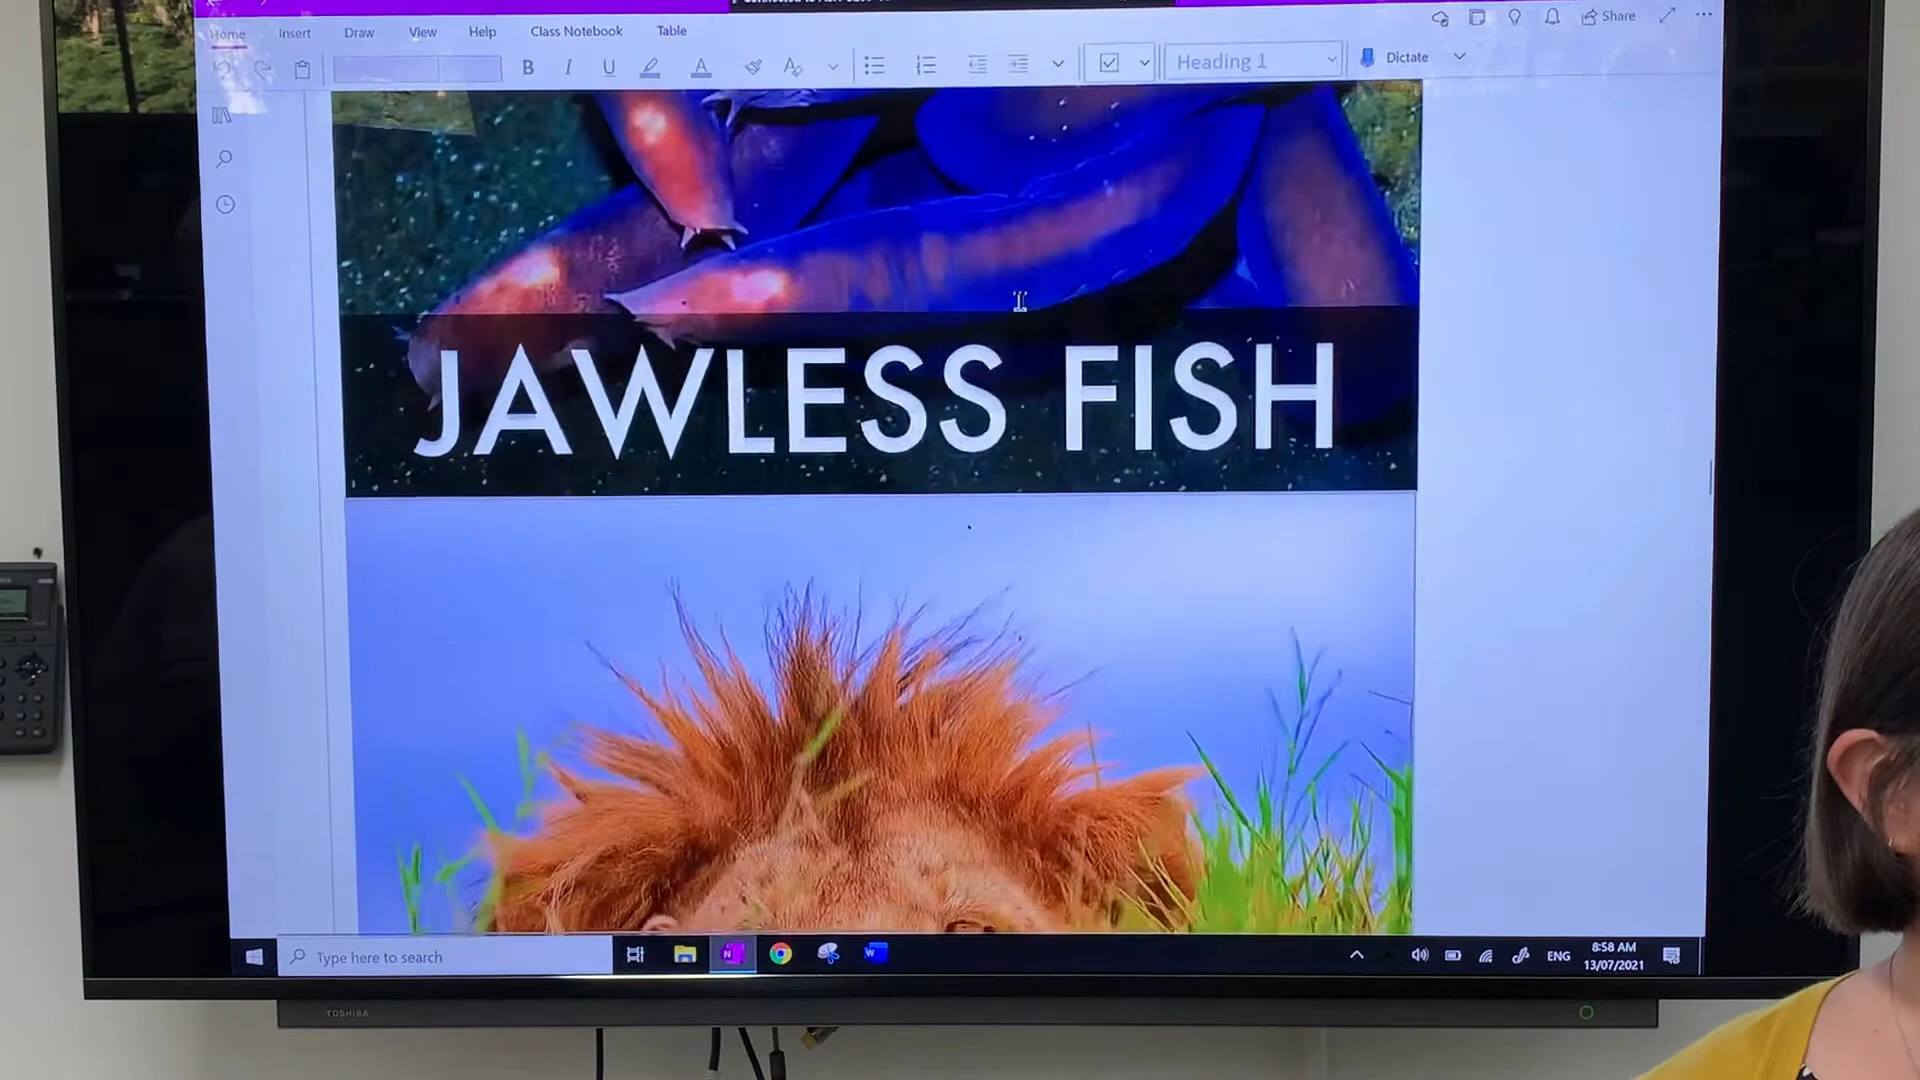 Home Insert Draw View Help Class Notebook Table Share
B I U A Heading 1 Dictate
JAWLESS FISH
Type here to search
N W
ENG
8:58 AM
13/07/2021
TOSHIBA